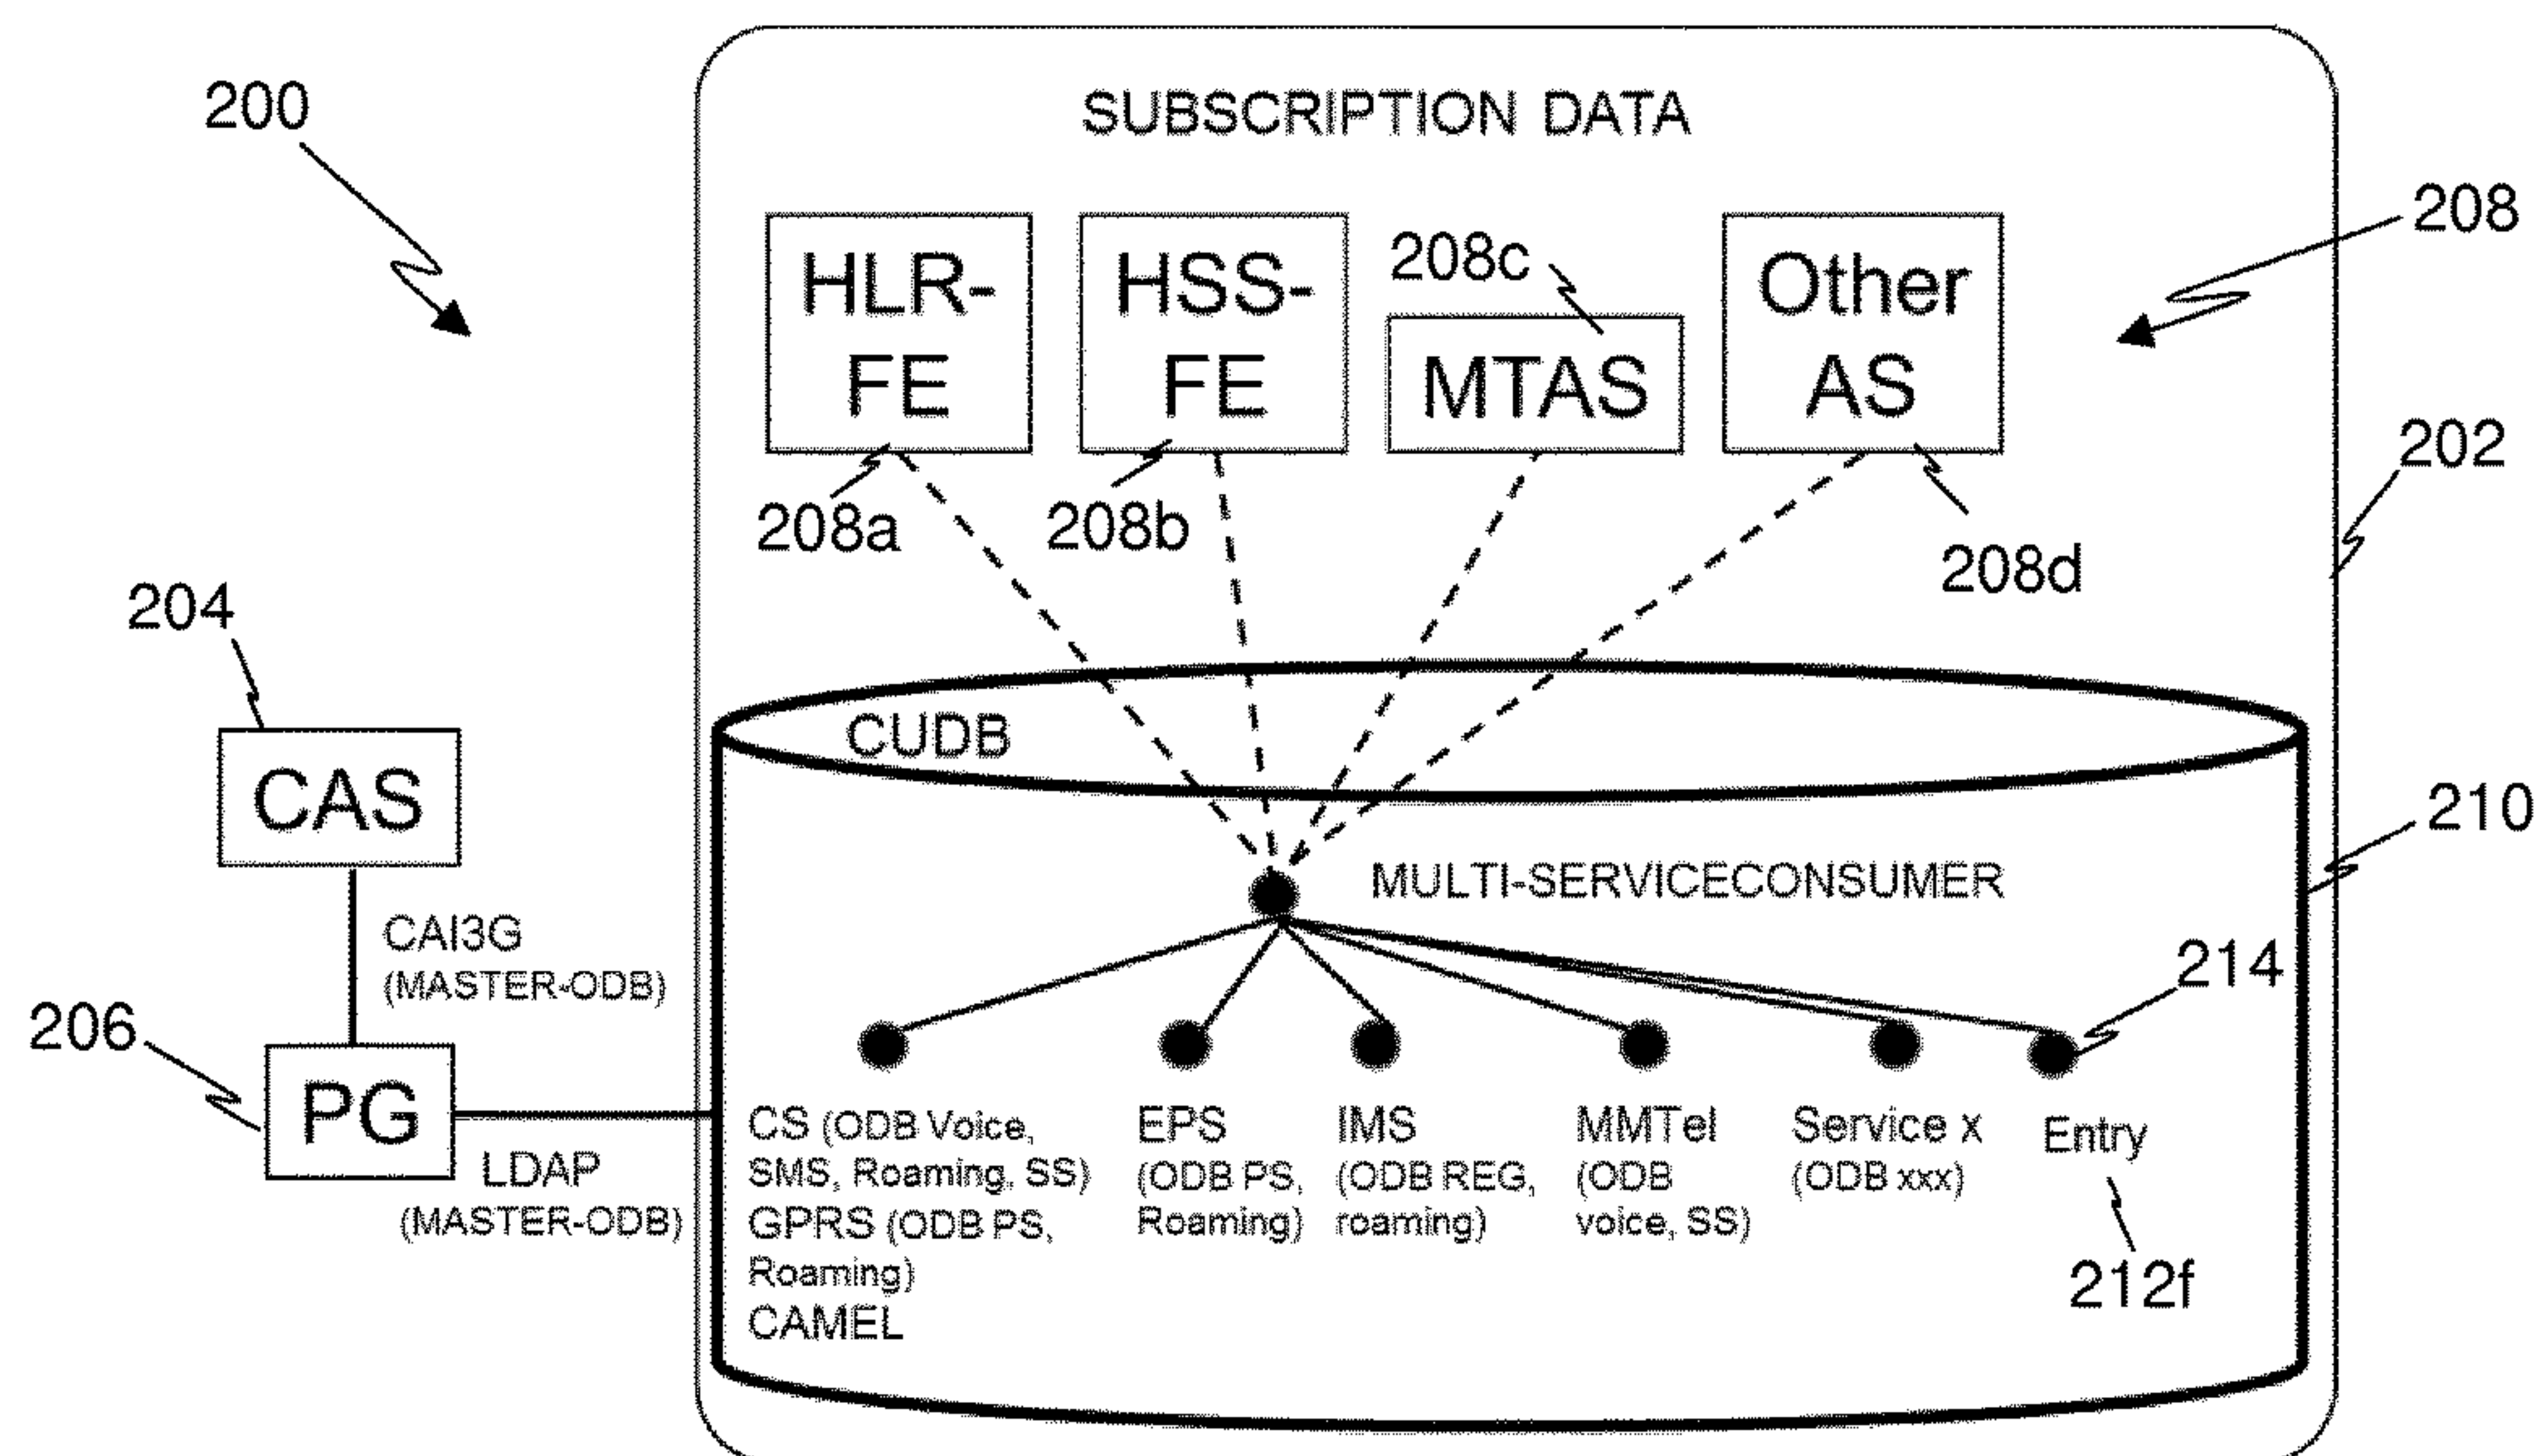 200
SUBSCRIPTION DATA
HLR-
FE
HSS-
FE
208c
MTAS
Other
AS
208
202
208a
208b
208d
204
CUDB
CAS
210
MULTI-SERVICECONSUMER
CAI3G
(MASTER-ODB)
214
206
PG
LDAP
(MASTER-ODB)
CS (ODB Voice,
SMS, Roaming, SS)
GPRS (ODB PS,
Roaming)
CAMEL
EPS
(ODB PS,
Roaming)
IMS
(ODB REG,
roaming)
MMTel
(ODB
voice, SS)
Service x
(ODB xxx)
Entry
212f